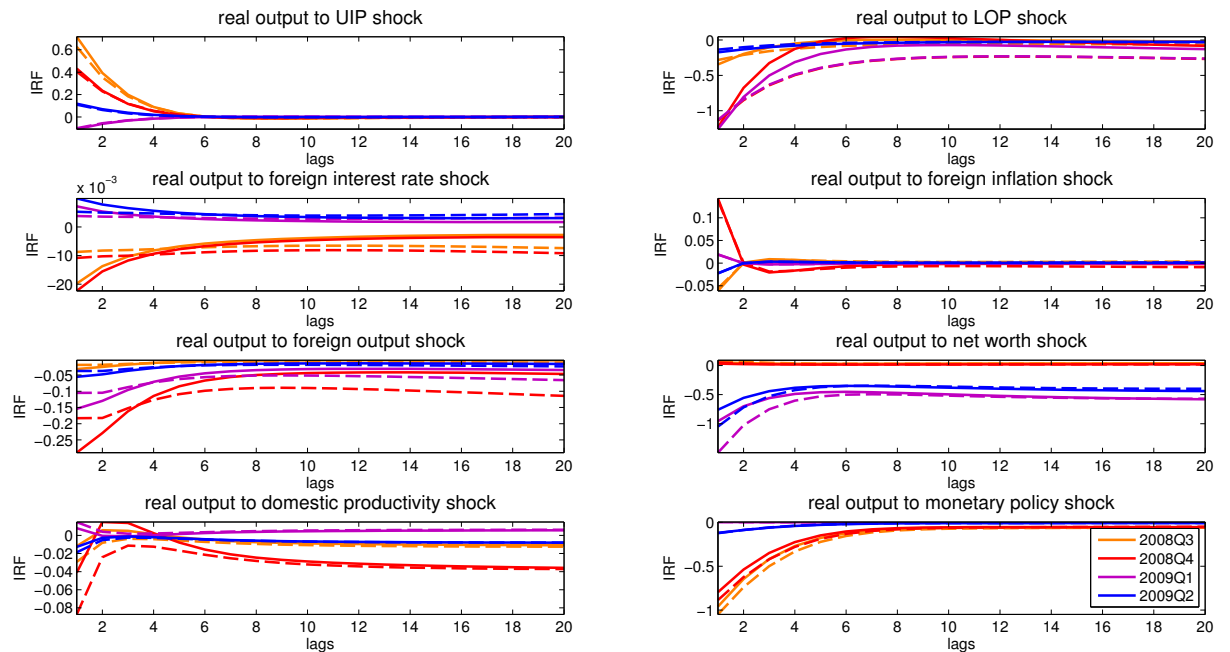 real output to UIP shock
IRF
0.6
0.4
0.2
0
2 4 6 8 10 12 14 16 18 20
lags
real output to LOP shock
IRF
0
−0.5
−1
2 4 6 8 10 12 14 16 18 20
lags
x 10⁻³
real output to foreign interest rate shock
IRF
0
−10
−20
2 4 6 8 10 12 14 16 18 20
lags
real output to foreign inflation shock
IRF
0.1
0.05
0
−0.05
2 4 6 8 10 12 14 16 18 20
lags
real output to foreign output shock
IRF
−0.05
−0.1
−0.15
−0.2
−0.25
2 4 6 8 10 12 14 16 18 20
lags
real output to net worth shock
IRF
0
−0.5
−1
2 4 6 8 10 12 14 16 18 20
lags
real output to domestic productivity shock
IRF
0
−0.02
−0.04
−0.06
−0.08
2 4 6 8 10 12 14 16 18 20
lags
real output to monetary policy shock
IRF
0
−0.5
−1
2 4 6 8 10 12 14 16 18 20
lags
2008Q3
2008Q4
2009Q1
2009Q2